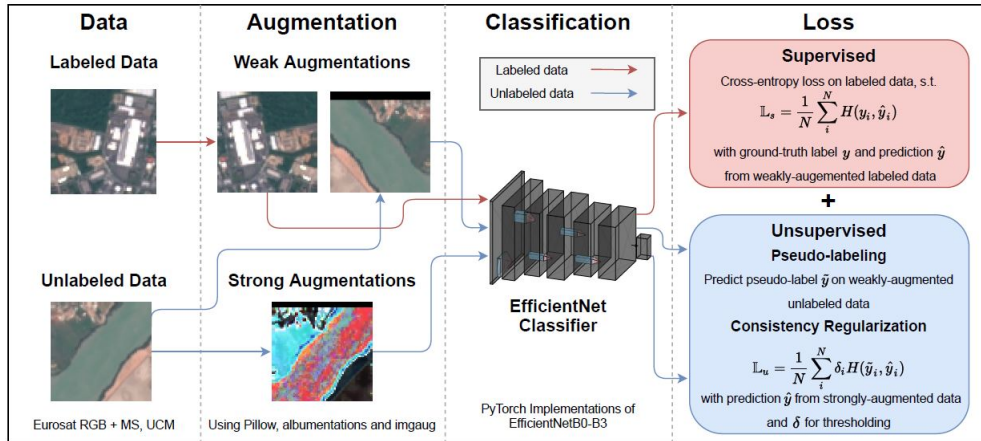 Data
Augmentation
Classification
Loss
Labeled Data
Unlabeled Data
Eurosat RGB + MS, UCM
Weak Augmentations
Strong Augmentations
Using Pillow, albumentations and imgaug
Labeled data
Unlabeled data
EfficientNet
Classifier
PyTorch Implementations of
EfficientNetB0-B3
Supervised
Cross-entropy loss on labeled data, s.t.
𝕃ₛ = 1/N ∑ᵢᴺ H(yᵢ, ŷᵢ)
with ground-truth label y and prediction ŷ
from weakly-augmented labeled data
+
Unsupervised
Pseudo-labeling
Predict pseudo-label ỹ on weakly-augmented
unlabeled data
Consistency Regularization
𝕃ᵤ = 1/N ∑ᵢᴺ δᵢH(ỹᵢ, ŷᵢ)
with prediction ŷ from strongly-augmented data
and δ for thresholding